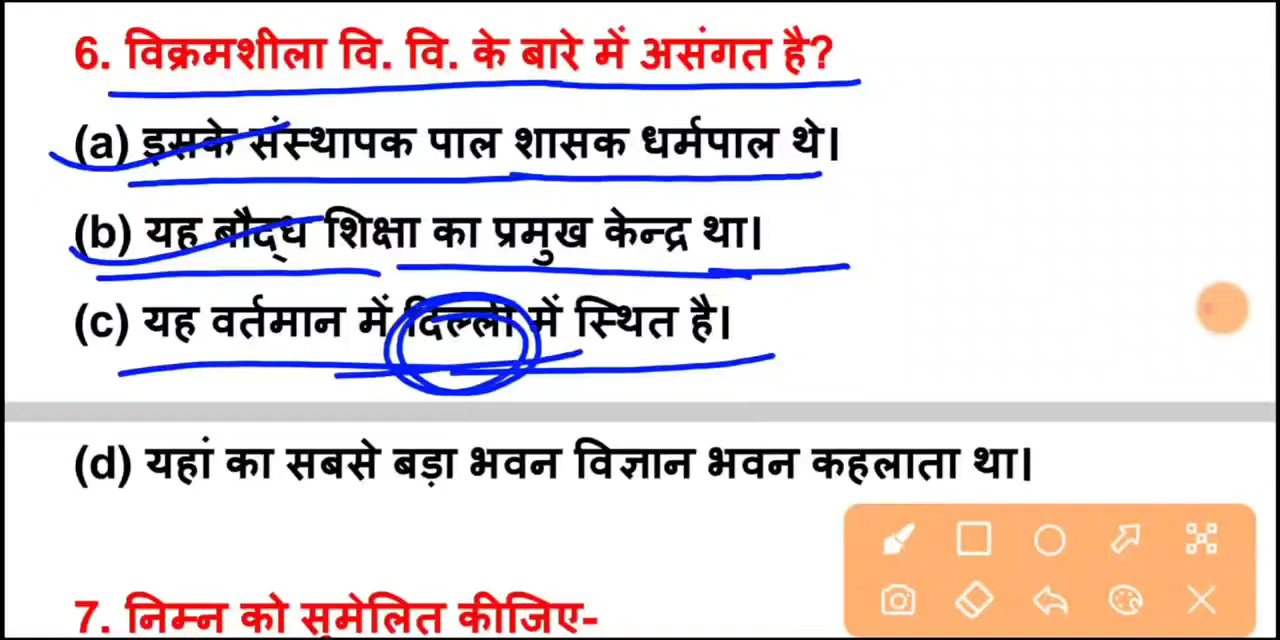 6. विक्रमशीला वि. वि. के बारे में असंगत है?
(a) इसके संस्थापक पाल शासक धर्मपाल थे।
(b) यह बौद्ध शिक्षा का प्रमुख केन्द्र था।
(c) यह वर्तमान में दिल्ली में स्थित है।
(d) यहां का सबसे बड़ा भवन विज्ञान भवन कहलाता था।
7. निम्न को सुमेलित कीजिए-